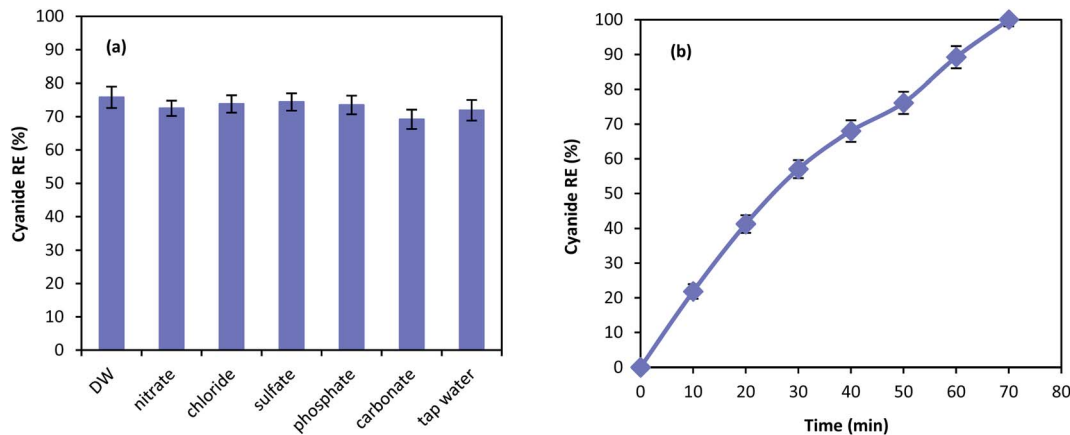 (a)
Cyanide RE (%)
100
90
80
70
60
50
40
30
20
10
0
DW
nitrate
chloride
sulfate
phosphate
carbonate
tap water
(b)
Cyanide RE (%)
100
90
80
70
60
50
40
30
20
10
0
0 10 20 30 40 50 60 70 80
Time (min)